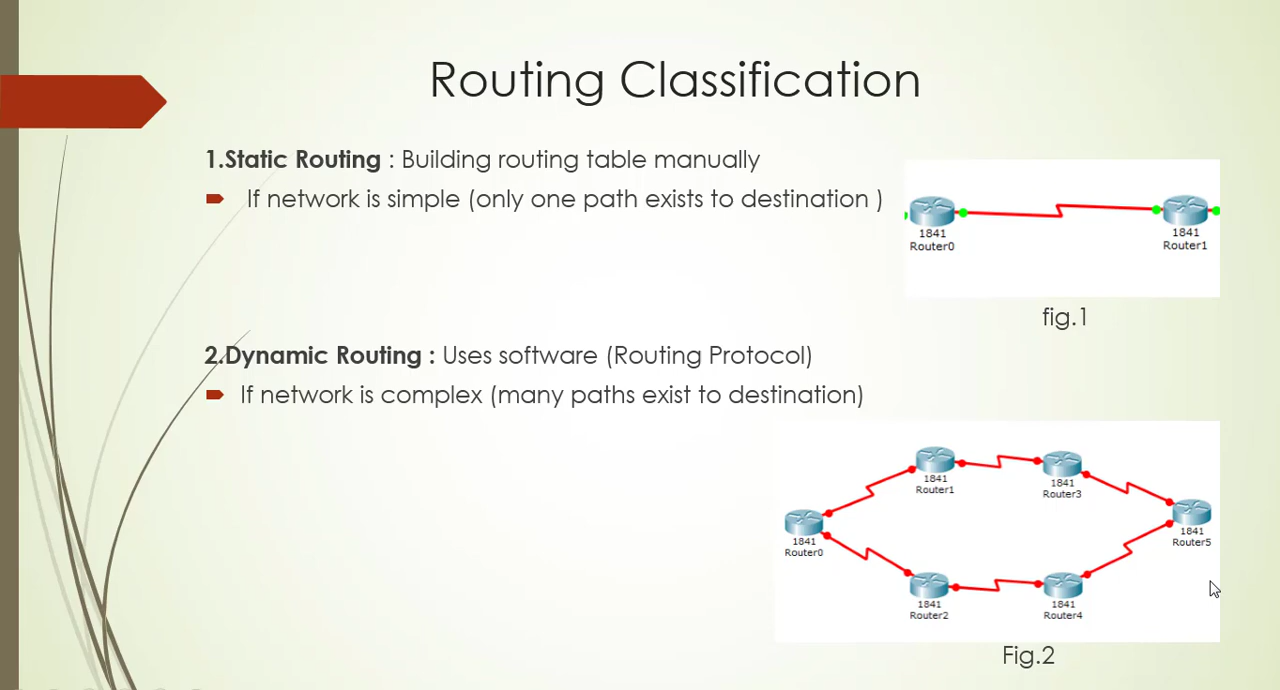 Routing Classification
1.Static Routing : Building routing table manually
If network is simple (only one path exists to destination )
1841
Router0
1841
Router1
fig.1
2.Dynamic Routing : Uses software (Routing Protocol)
If network is complex (many paths exist to destination)
1841
Router0
1841
Router1
1841
Router3
1841
Router5
1841
Router2
1841
Router4
Fig.2